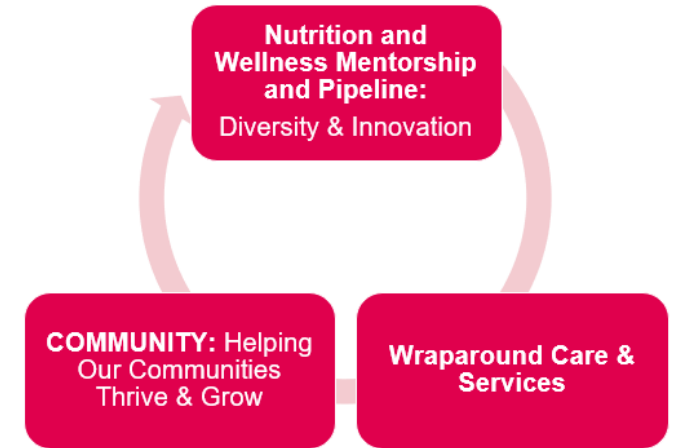 Nutrition and
Wellness Mentorship
and Pipeline:
Diversity & Innovation
COMMUNITY: Helping
Our Communities
Thrive & Grow
Wraparound Care &
Services